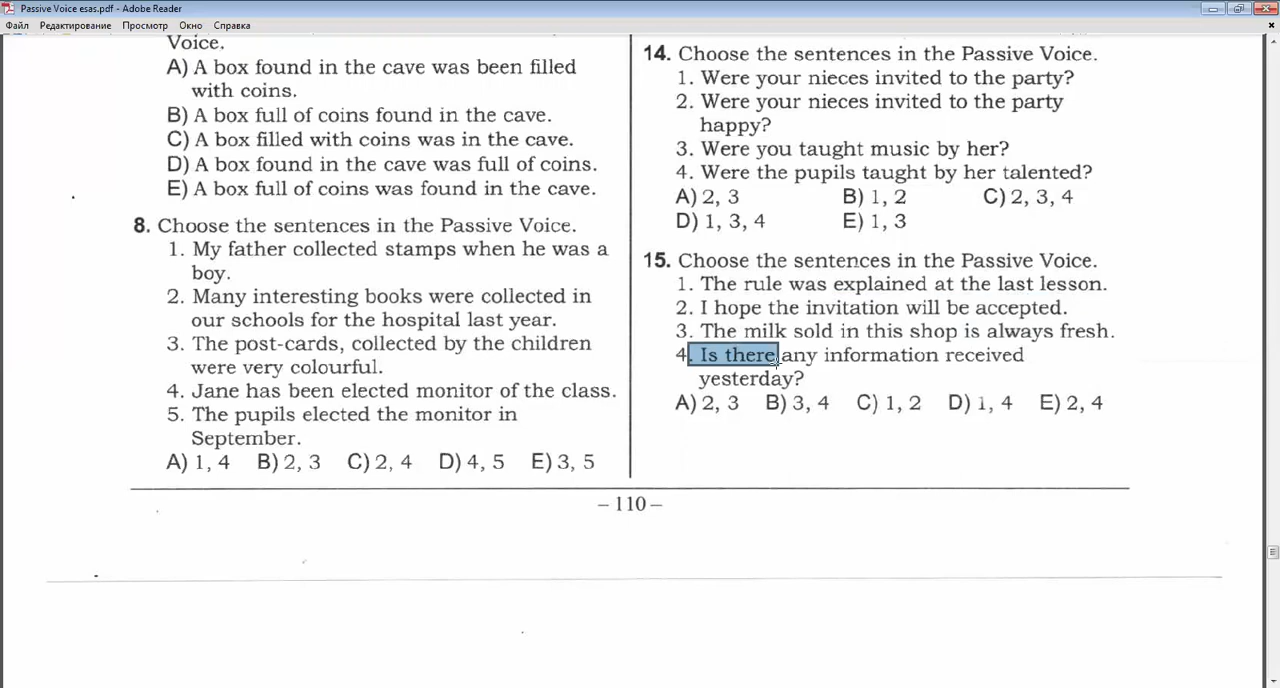 Passive Voice esas.pdf - Adobe Reader
Файл Редактирование Просмотр Окно Справка
Voice.
A) A box found in the cave was been filled
with coins.
B) A box full of coins found in the cave.
C) A box filled with coins was in the cave.
D) A box found in the cave was full of coins.
E) A box full of coins was found in the cave.
8. Choose the sentences in the Passive Voice.
1. My father collected stamps when he was a
boy.
2. Many interesting books were collected in
our schools for the hospital last year.
3. The post-cards, collected by the children
were very colourful.
4. Jane has been elected monitor of the class.
5. The pupils elected the monitor in
September.
A) 1, 4 B) 2, 3 C) 2, 4 D) 4, 5 E) 3, 5
14. Choose the sentences in the Passive Voice.
1. Were your nieces invited to the party?
2. Were your nieces invited to the party
happy?
3. Were you taught music by her?
4. Were the pupils taught by her talented?
A) 2, 3 B) 1, 2 C) 2, 3, 4
D) 1, 3, 4 E) 1, 3
15. Choose the sentences in the Passive Voice.
1. The rule was explained at the last lesson.
2. I hope the invitation will be accepted.
3. The milk sold in this shop is always fresh.
4. Is there any information received
yesterday?
A) 2, 3 B) 3, 4 C) 1, 2 D) 1, 4 E) 2, 4
– 110 –